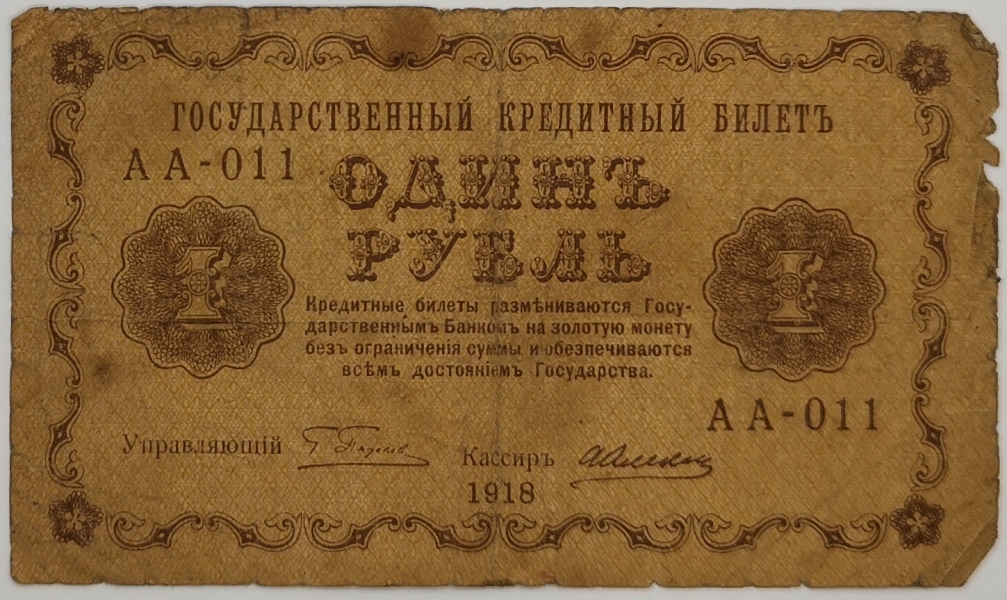 ГОСУДАРСТВЕННЫЙ КРЕДИТНЫЙ БИЛЕТЪ
АА-011
ОДИНЪ
РУБЛЬ
1
1
Кредитные билеты размѣниваются Госу-
дарственнымъ Банкомъ на золотую монету
безъ ограниченія суммы и обезпечиваются
всѣмъ достояніемъ Государства.
АА-011
Управляющій
Кассиръ
1918